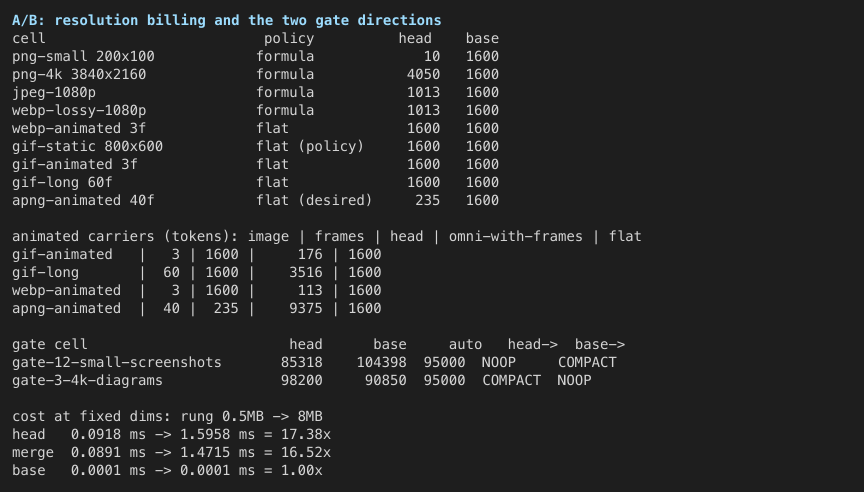 A/B: resolution billing and the two gate directions
cell policy head base
png-small 200x100 formula 10 1600
png-4k 3840x2160 formula 4050 1600
jpeg-1080p formula 1013 1600
webp-lossy-1080p formula 1013 1600
webp-animated 3f flat 1600 1600
gif-static 800x600 flat (policy) 1600 1600
gif-animated 3f flat 1600 1600
gif-long 60f flat 1600 1600
apng-animated 40f flat (desired) 235 1600
animated carriers (tokens): image | frames | head | omni-with-frames | flat
gif-animated | 3 | 1600 | 176 | 1600
gif-long | 60 | 1600 | 3516 | 1600
webp-animated | 3 | 1600 | 113 | 1600
apng-animated | 40 | 235 | 9375 | 1600
gate cell head base auto head-> base->
gate-12-small-screenshots 85318 104398 95000 NOOP COMPACT
gate-3-4k-diagrams 98200 90850 95000 COMPACT NOOP
cost at fixed dims: rung 0.5MB -> 8MB
head 0.0918 ms -> 1.5958 ms = 17.38x
merge 0.0891 ms -> 1.4715 ms = 16.52x
base 0.0001 ms -> 0.0001 ms = 1.00x